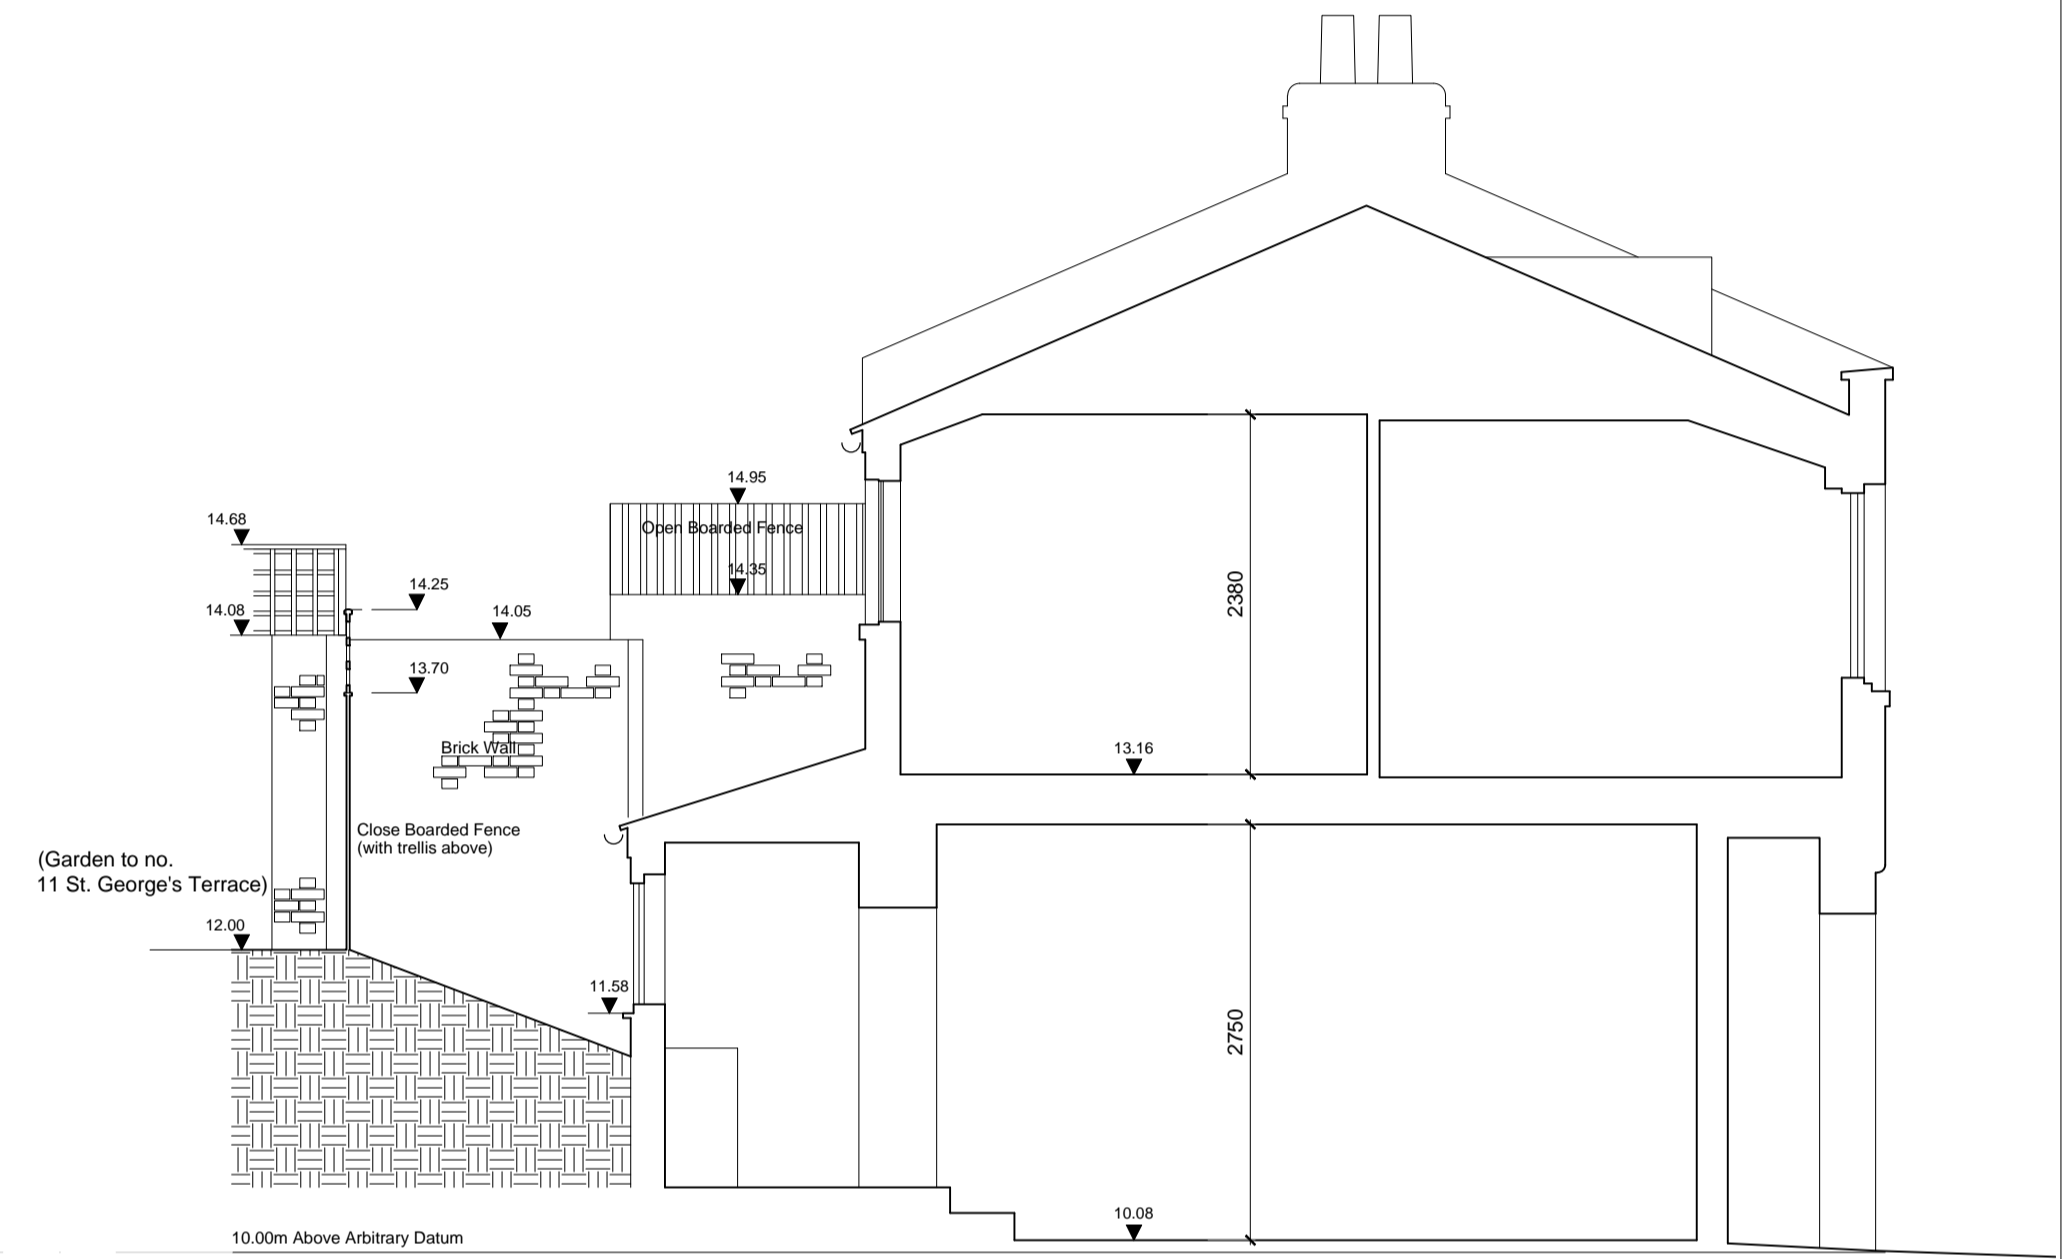 14.95
Open Boarded Fence
14.35
14.68
14.25
14.08
14.05
13.70
2380
Brick Wall
13.16
Close Boarded Fence
(with trellis above)
(Garden to no.
11 St. George's Terrace)
12.00
11.58
2750
10.08
10.00m Above Arbitrary Datum